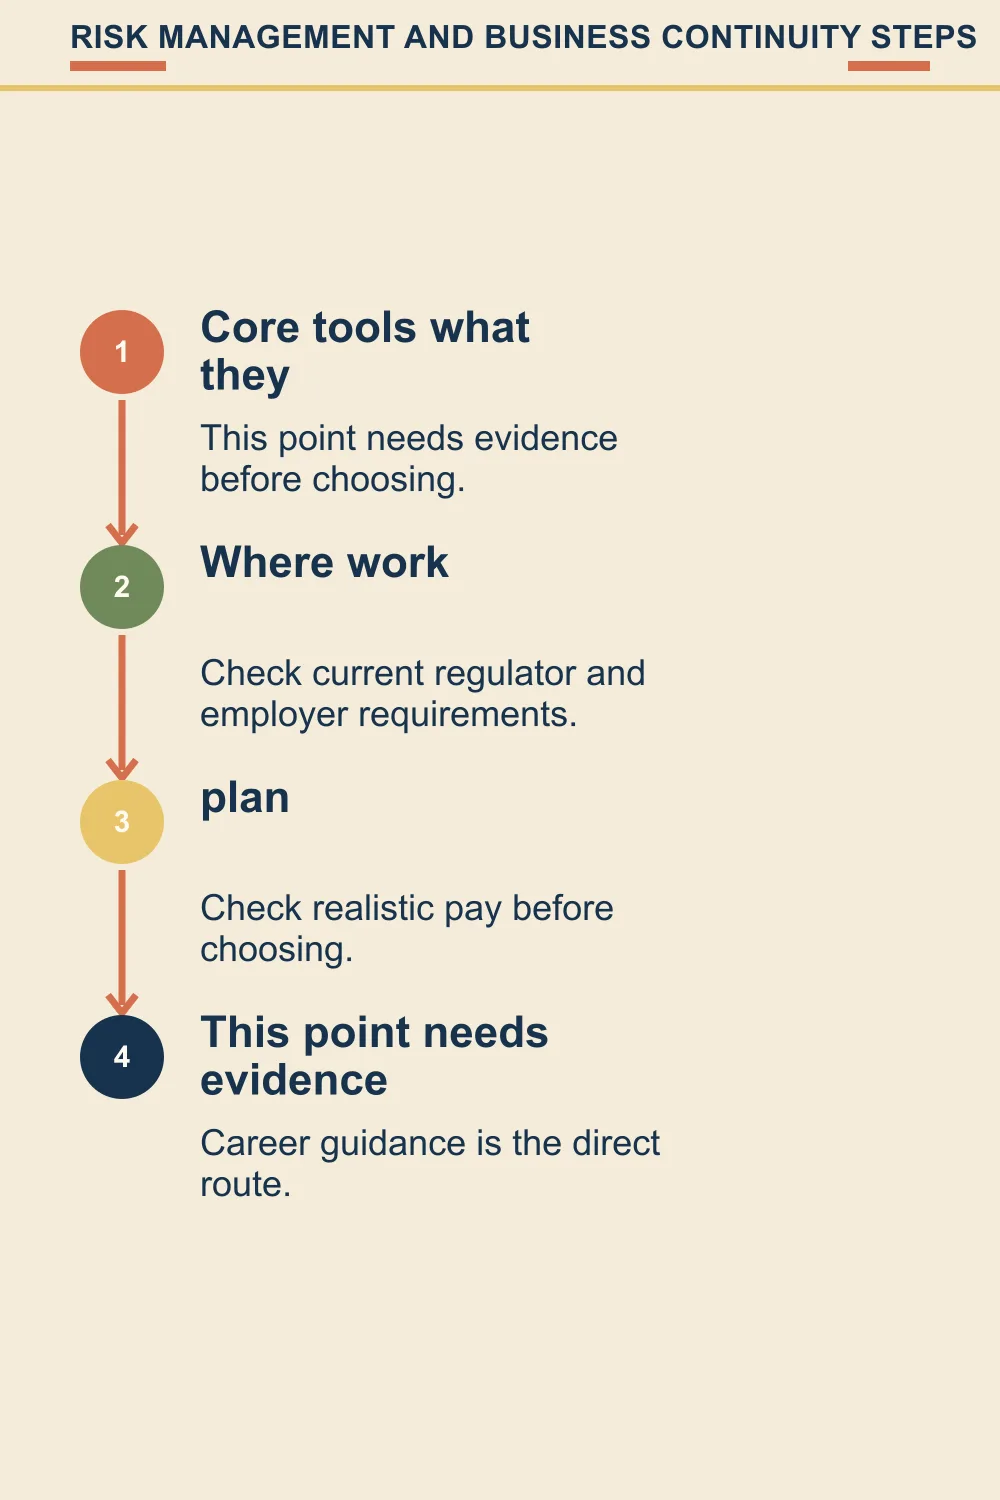 RISK MANAGEMENT AND BUSINESS CONTINUITY STEPS
1
Core tools what
they
This point needs evidence
before choosing.
2
Where work
Check current regulator and
employer requirements.
3
plan
Check realistic pay before
choosing.
4
This point needs
evidence
Career guidance is the direct
route.